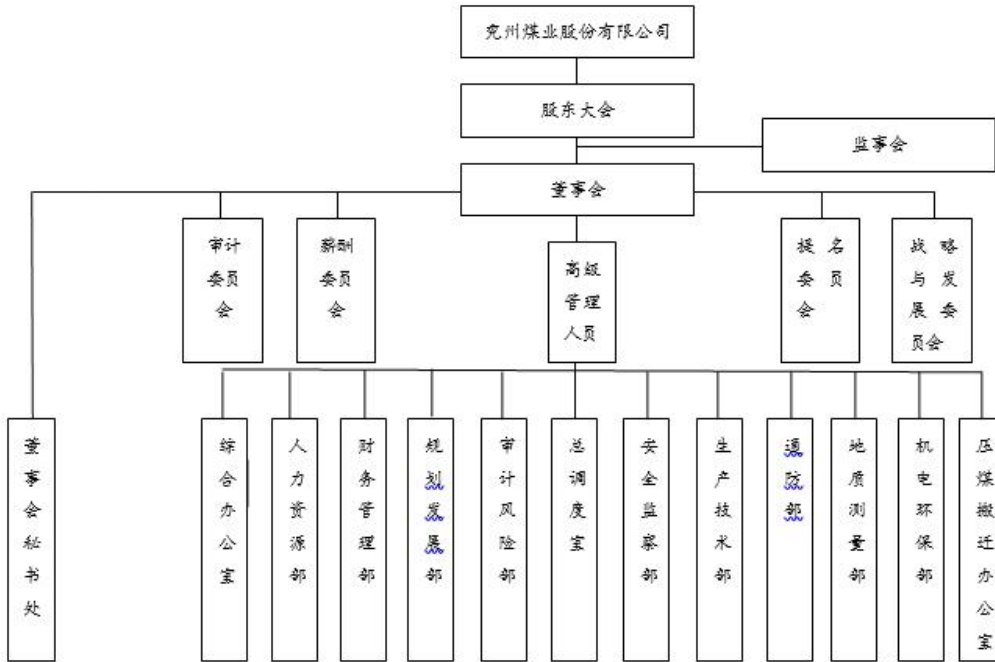 兖州煤业股份有限公司
股东大会
监事会
董事会
审计
委员
会
薪酬
委员
会
高级
管理
人员
提名
委员
会
战略
与发
展委
员会
董事会秘书处
综合办公室
人力资源部
财务管理部
规划发展部
审计风险部
总调度室
安全监察部
生产技术部
通防部
地质测量部
机电环保部
压煤搬迁办公室